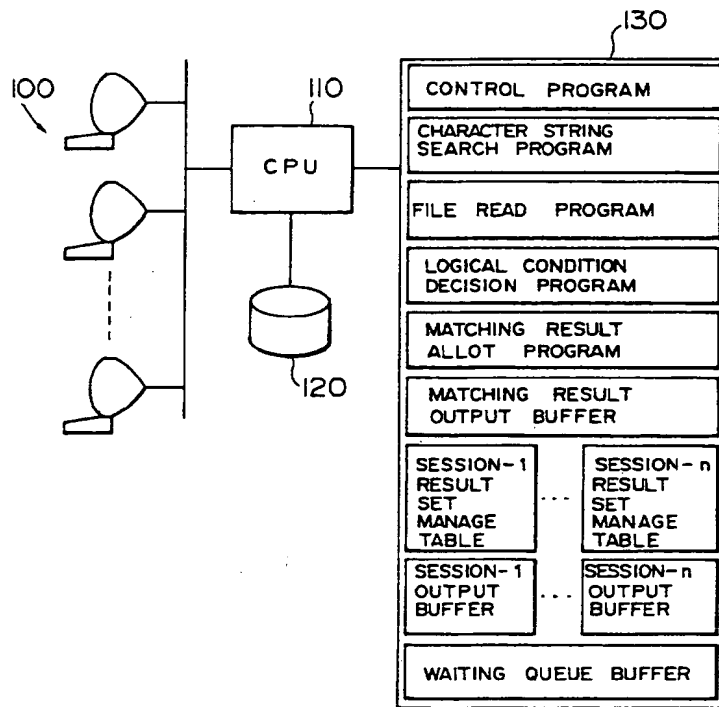 130
100
110
CONTROL PROGRAM
CHARACTER STRING
SEARCH PROGRAM
CPU
FILE READ PROGRAM
LOGICAL CONDITION
DECISION PROGRAM
MATCHING RESULT
ALLOT PROGRAM
120
MATCHING RESULT
OUTPUT BUFFER
SESSION-1
RESULT
SET
MANAGE
TABLE
...
SESSION-n
RESULT
SET
MANAGE
TABLE
SESSION-1
OUTPUT
BUFFER
...
SESSION-n
OUTPUT
BUFFER
WAITING QUEUE BUFFER